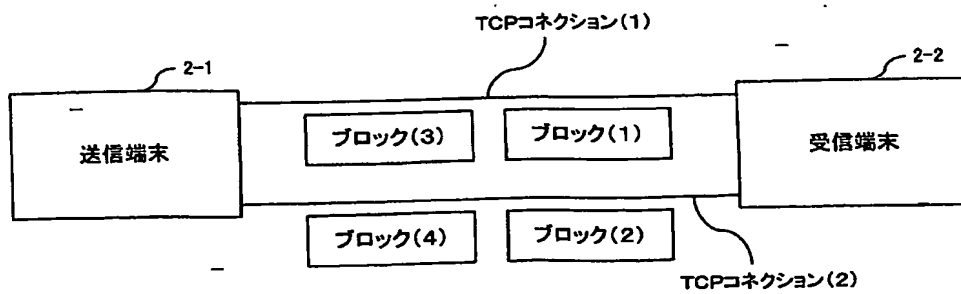 TCPコネクション(1)
2-1
2-2
送信端末
ブロック(3)
ブロック(1)
受信端末
ブロック(4)
ブロック(2)
TCPコネクション(2)